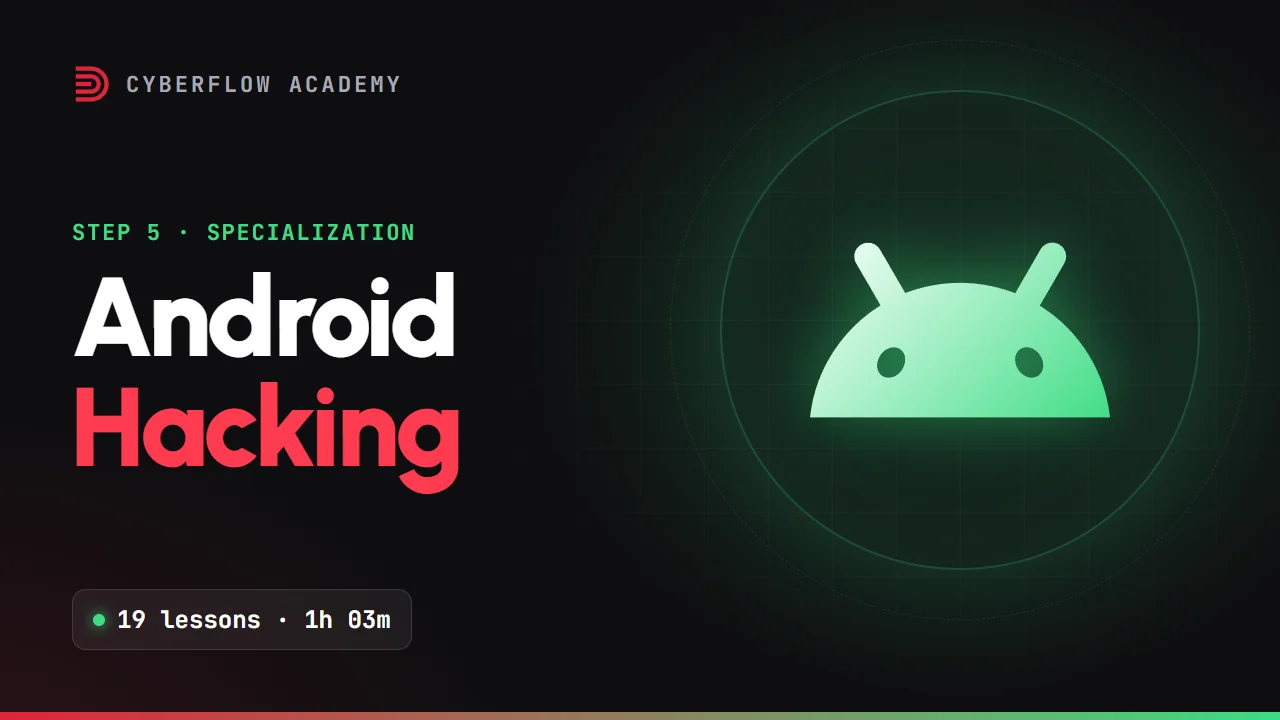 CYBERFLOW ACADEMY
STEP 5 · SPECIALIZATION
Android
Hacking
19 lessons · 1h 03m